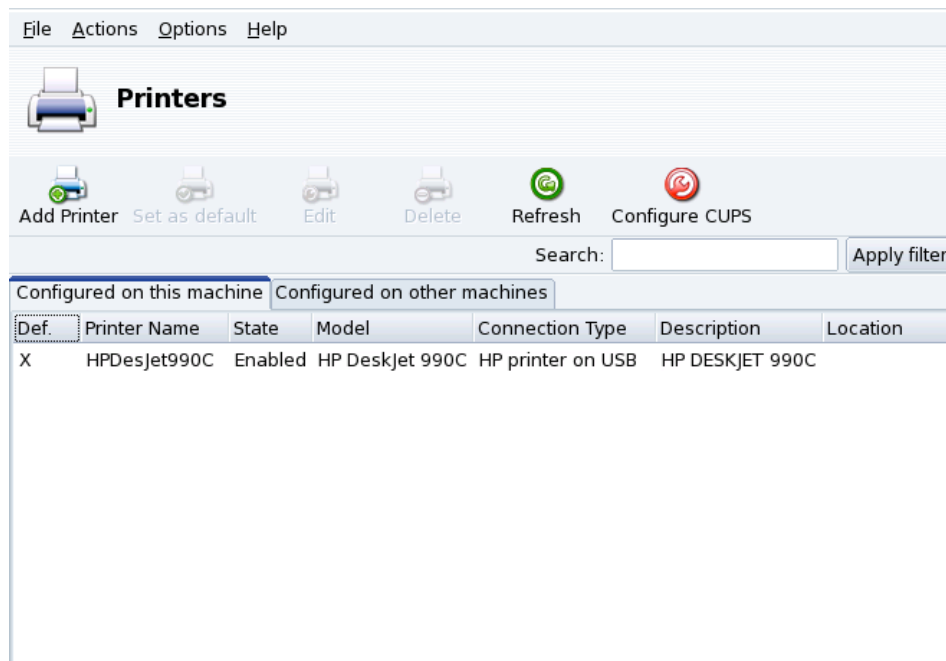 File Actions Options Help
Printers
Add Printer Set as default Edit Delete Refresh Configure CUPS
Search: Apply filter
Configured on this machine Configured on other machines
Def. Printer Name State Model Connection Type Description Location
X HPDesJet990C Enabled HP DeskJet 990C HP printer on USB HP DESKJET 990C